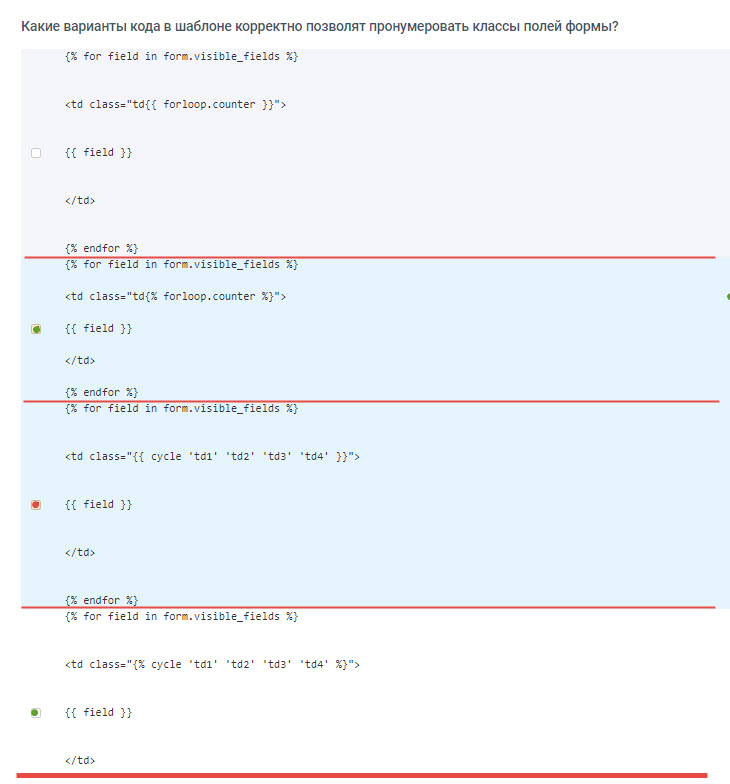 Какие варианты кода в шаблоне корректно позволят пронумеровать классы полей формы?
{% for field in form.visible_fields %}
<td class="td{{ forloop.counter }}">
{{ field }}
</td>
{% endfor %}
{% for field in form.visible_fields %}
<td class="td{% forloop.counter %}">
{{ field }}
</td>
{% endfor %}
{% for field in form.visible_fields %}
<td class="{{ cycle 'td1' 'td2' 'td3' 'td4' }}">
{{ field }}
</td>
{% endfor %}
{% for field in form.visible_fields %}
<td class="{% cycle 'td1' 'td2' 'td3' 'td4' %}">
{{ field }}
</td>